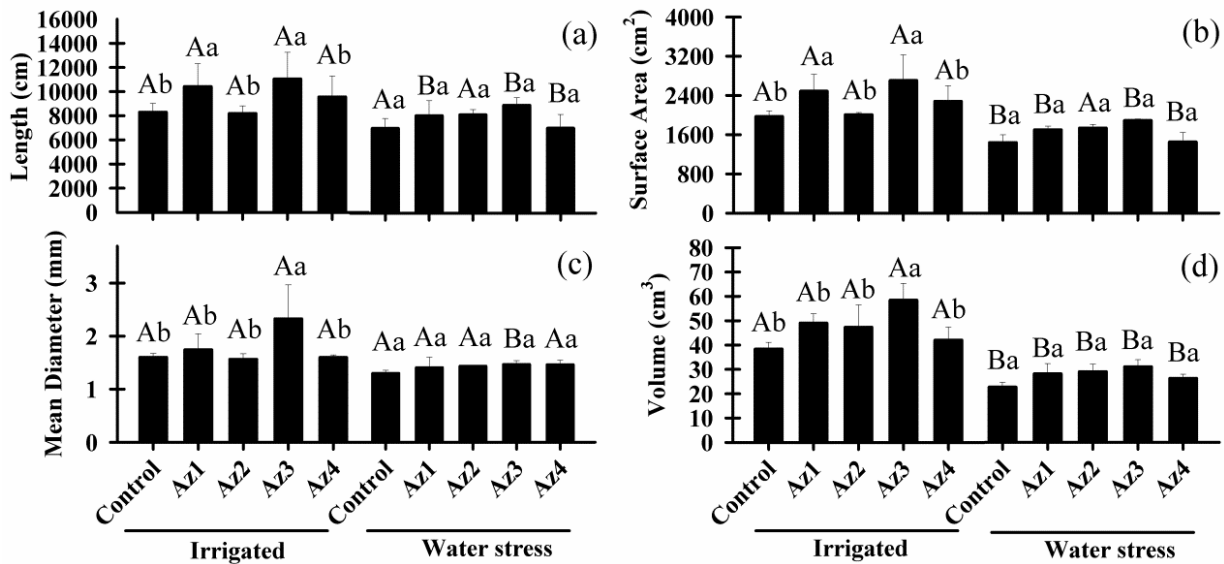 (a)
Length (cm)
16000
14000
12000
10000
8000
6000
4000
2000
0
Ab Aa Ab Aa Ab Aa Ba Aa Ba Ba
(b)
Surface Area (cm²)
4000
3200
2400
1600
800
0
Ab Aa Ab Aa Ab Ba Ba Aa Ba Ba
(c)
Mean Diameter (mm)
3
2
1
0
Ab Ab Ab Aa Ab Aa Aa Aa Ba Aa
Control Az1 Az2 Az3 Az4 Control Az1 Az2 Az3 Az4
Irrigated Water stress
(d)
Volume (cm³)
80
70
60
50
40
30
20
10
0
Ab Ab Ab Aa Ab Ba Ba Ba Ba Ba
Control Az1 Az2 Az3 Az4 Control Az1 Az2 Az3 Az4
Irrigated Water stress